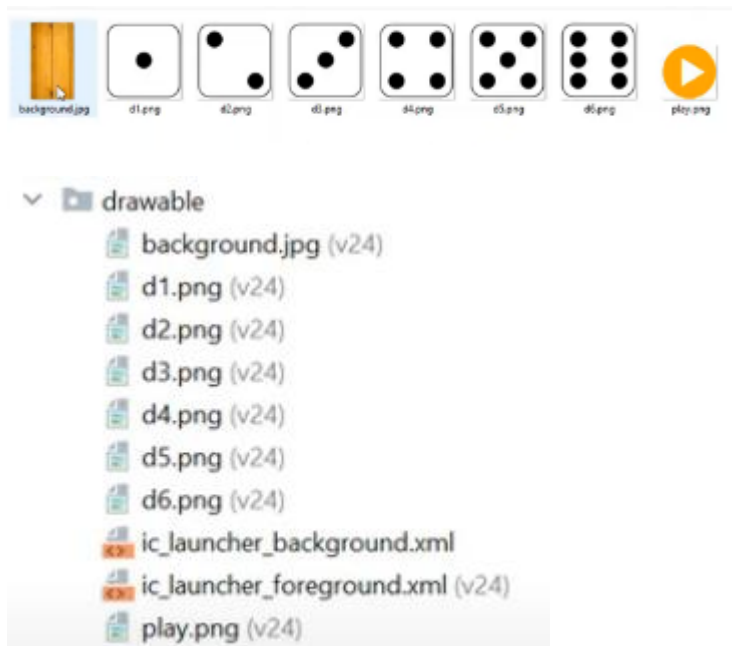 background.jpg d1.png d2.png d3.png d4.png d5.png d6.png play.png
drawable
background.jpg (v24)
d1.png (v24)
d2.png (v24)
d3.png (v24)
d4.png (v24)
d5.png (v24)
d6.png (v24)
ic_launcher_background.xml
ic_launcher_foreground.xml (v24)
play.png (v24)